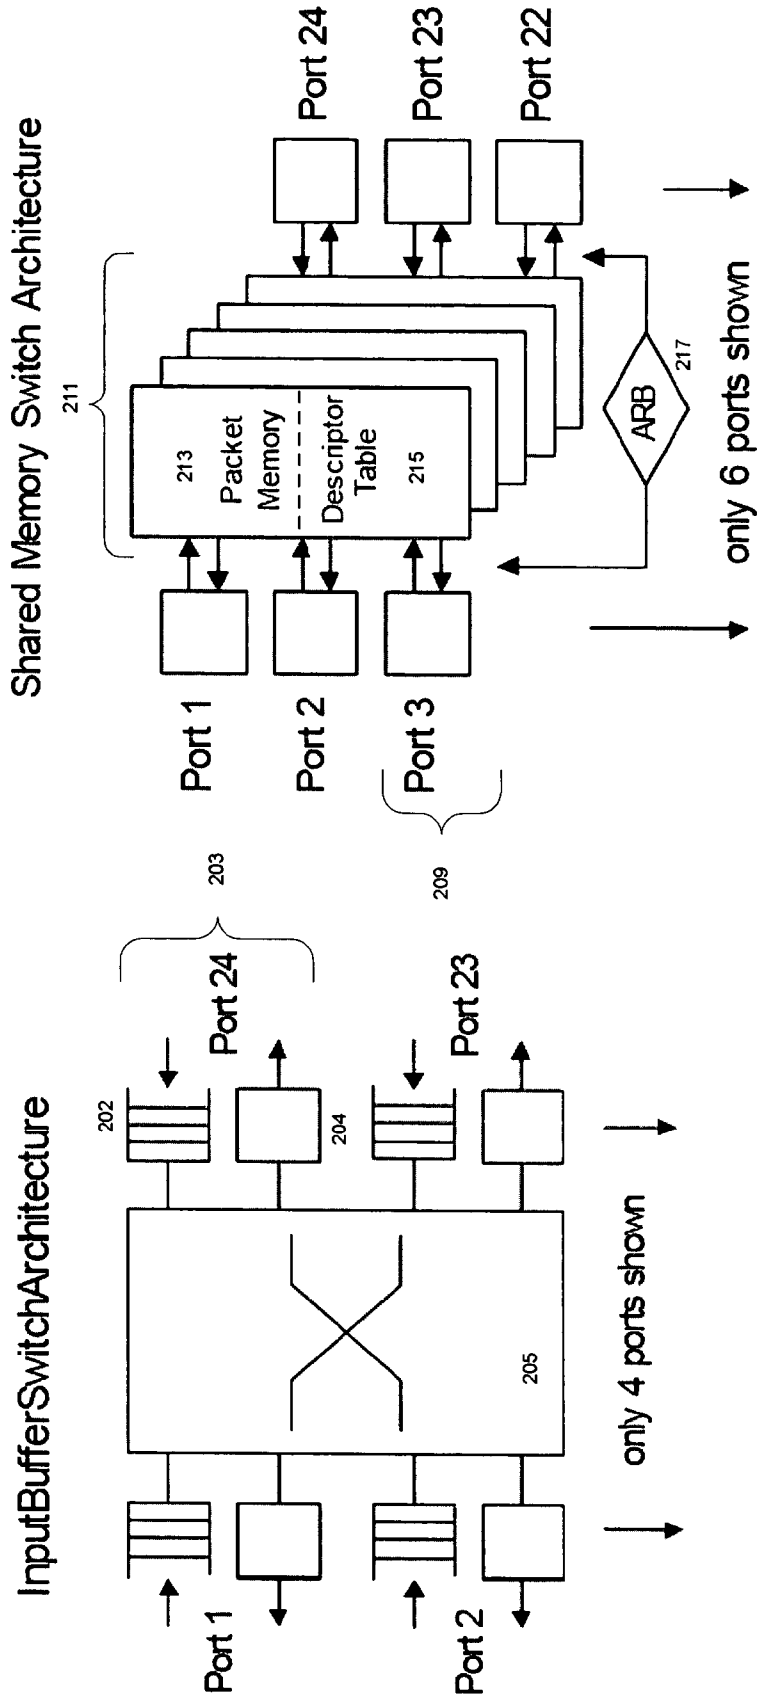 InputBufferSwitchArchitecture
202
Port 1
Port 24
203
204
Port 2
205
Port 23
only 4 ports shown
Shared Memory Switch Architecture
211
Port 1
213
Packet
Memory
Port 24
Port 2
Descriptor
Table
Port 23
209
Port 3
215
Port 22
ARB
217
only 6 ports shown